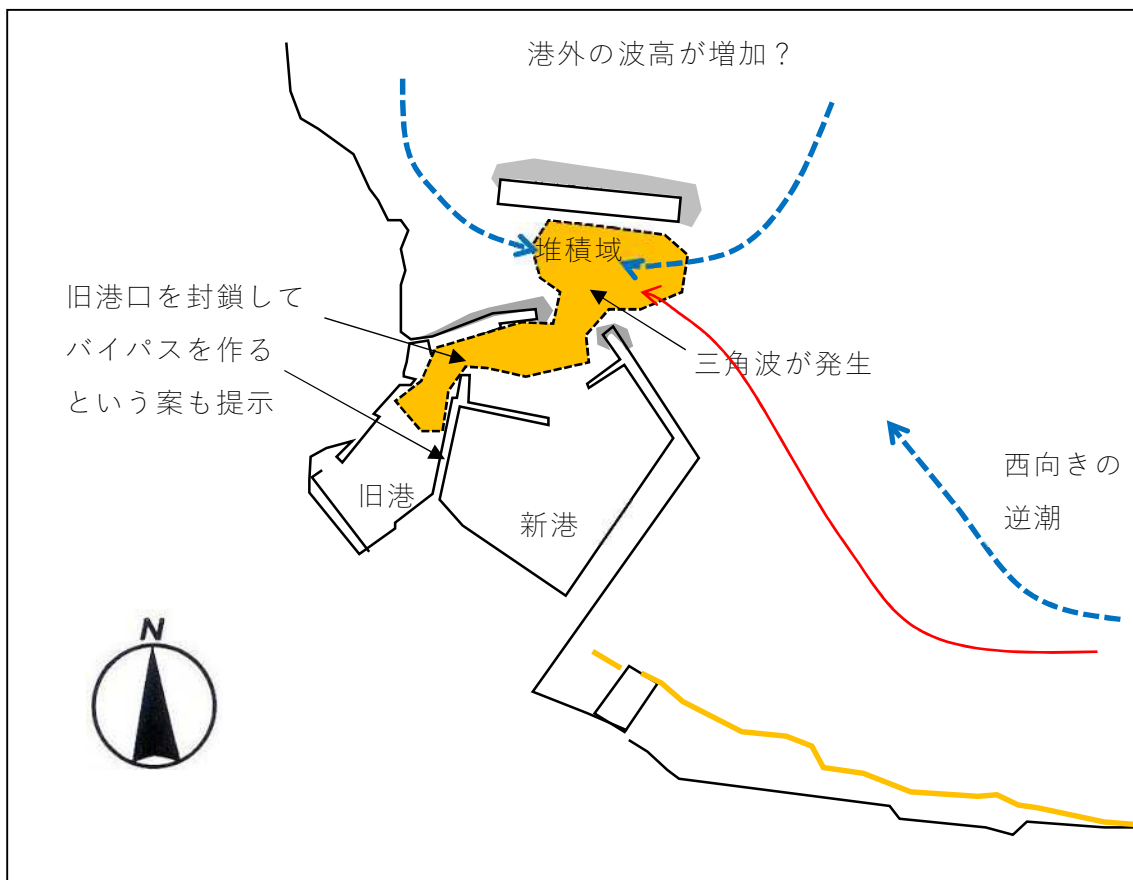 港外の波高が増加？
堆積域
旧港口を封鎖して
バイパスを作る
という案も提示
三角波が発生
西向きの
逆潮
旧港
新港
N